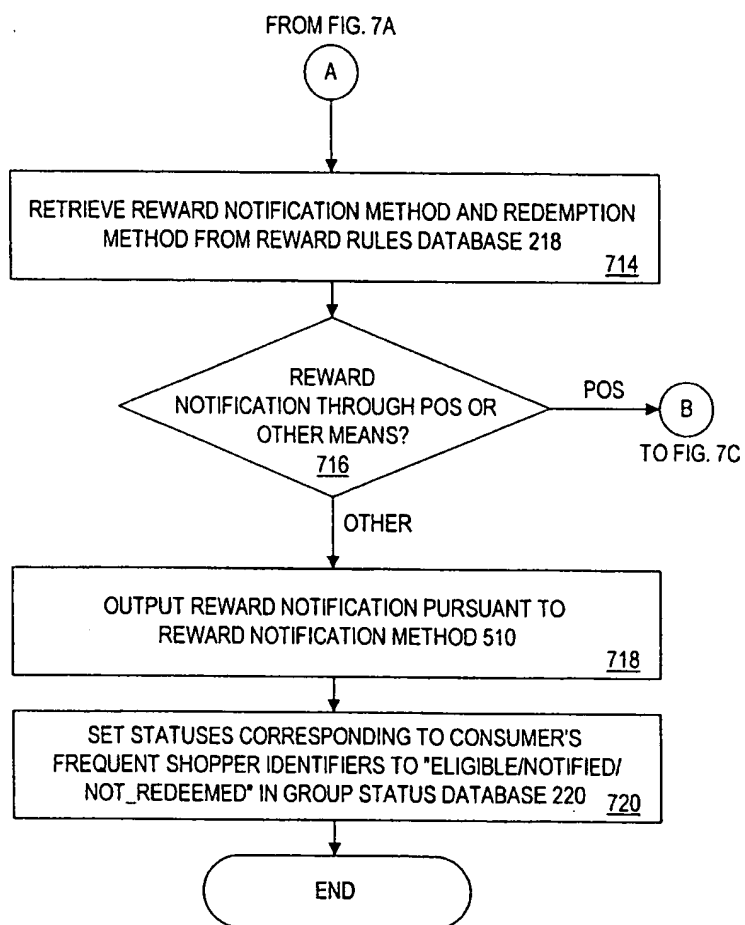 FROM FIG. 7A
A
RETRIEVE REWARD NOTIFICATION METHOD AND REDEMPTION
METHOD FROM REWARD RULES DATABASE 218
714
REWARD
NOTIFICATION THROUGH POS OR
OTHER MEANS?
716
POS
B
TO FIG. 7C
OTHER
OUTPUT REWARD NOTIFICATION PURSUANT TO
REWARD NOTIFICATION METHOD 510
718
SET STATUSES CORRESPONDING TO CONSUMER'S
FREQUENT SHOPPER IDENTIFIERS TO "ELIGIBLE/NOTIFIED/
NOT_REDEEMED" IN GROUP STATUS DATABASE 220
720
END